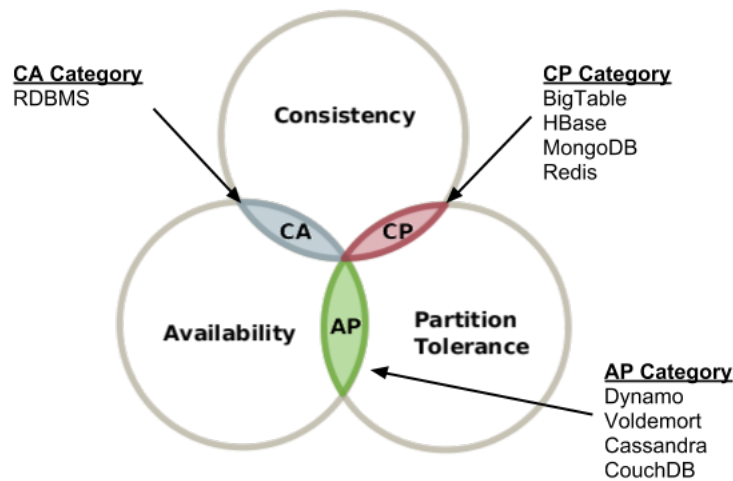 CA Category
RDBMS
CP Category
BigTable
HBase
MongoDB
Redis
Consistency
CA
CP
AP
Availability
Partition
Tolerance
AP Category
Dynamo
Voldemort
Cassandra
CouchDB